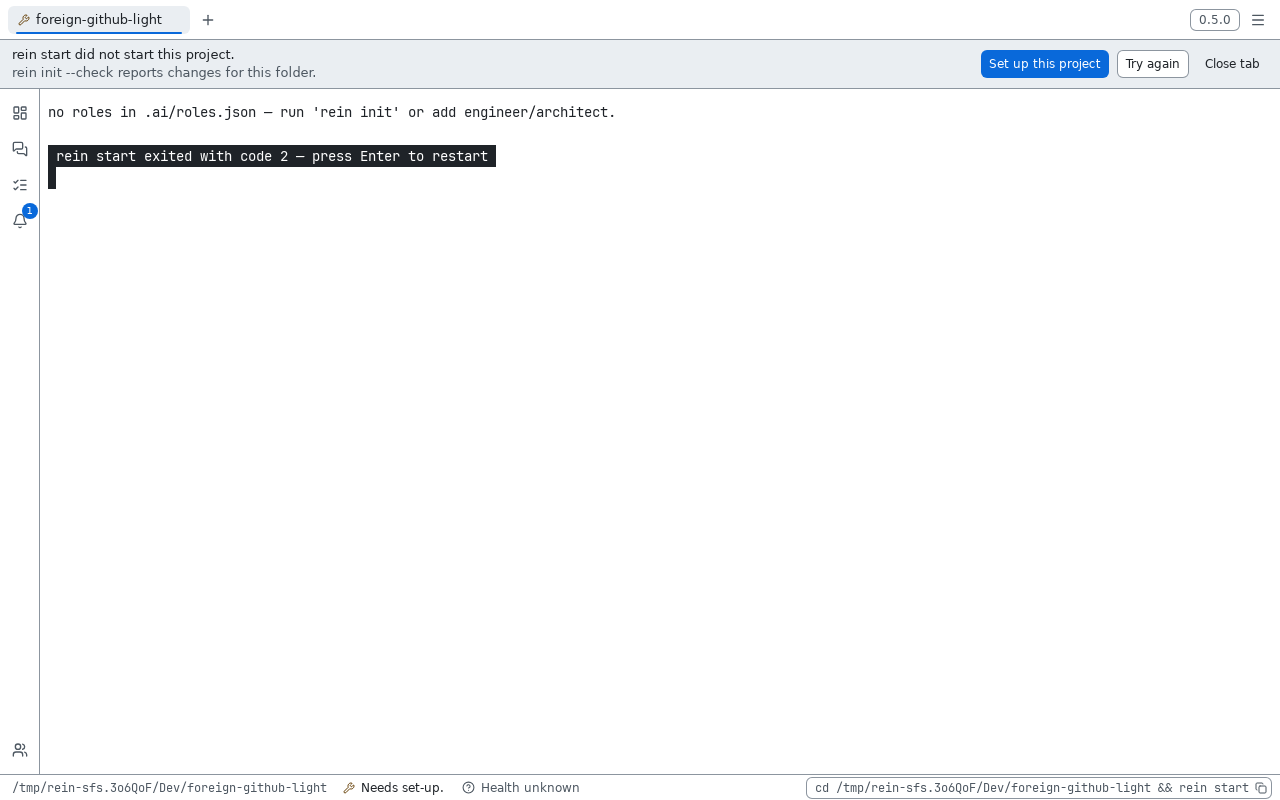 foreign-github-light
0.5.0
rein start did not start this project.
rein init --check reports changes for this folder.
Set up this project
Try again
Close tab
no roles in .ai/roles.json — run 'rein init' or add engineer/architect.
rein start exited with code 2 — press Enter to restart
1
/tmp/rein-sfs.3o6QoF/Dev/foreign-github-light
Needs set-up.
Health unknown
cd /tmp/rein-sfs.3o6QoF/Dev/foreign-github-light && rein start